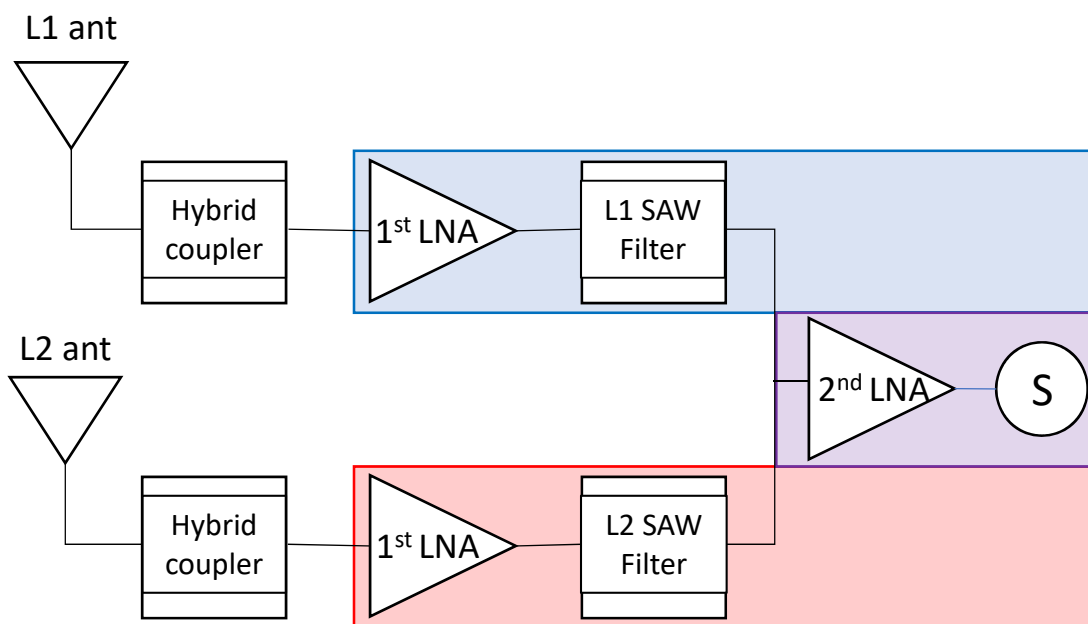 L1 ant
Hybrid
coupler
1st LNA
L1 SAW
Filter
L2 ant
2nd LNA
S
Hybrid
coupler
1st LNA
L2 SAW
Filter